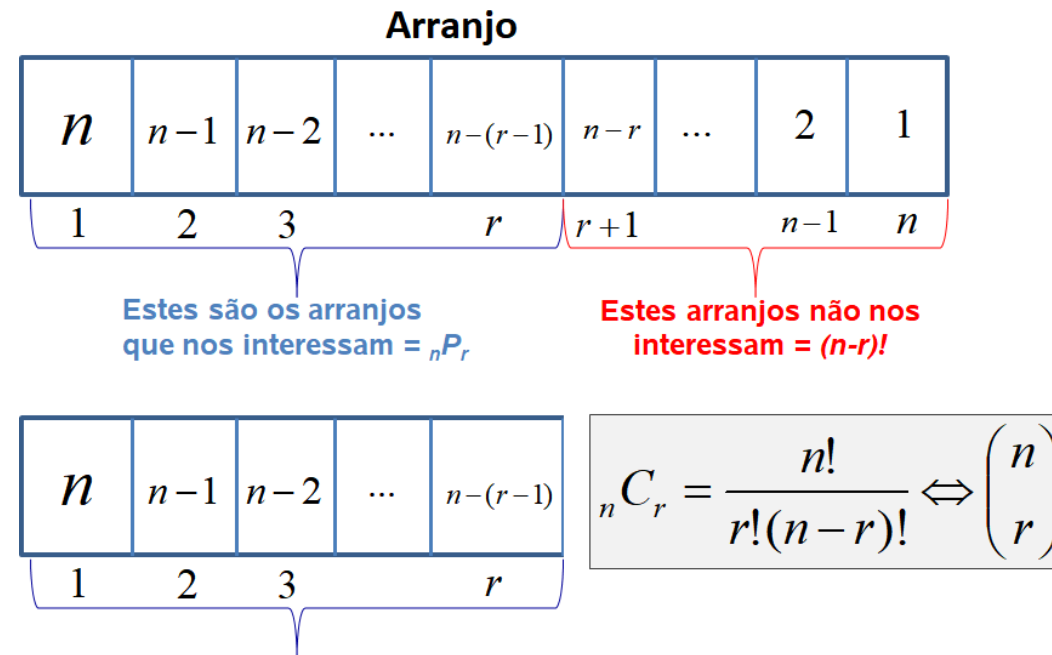 Arranjo
n n−1 n−2 ... n−(r−1) n−r ... 2 1
1 2 3 r r+1 n−1 n
Estes são os arranjos
que nos interessam = ₙPᵣ
Estes arranjos não nos
interessam = (n-r)!
n n−1 n−2 ... n−(r−1)
1 2 3 r
ₙCᵣ = n! / r!(n−r)! ⇔ (n r)